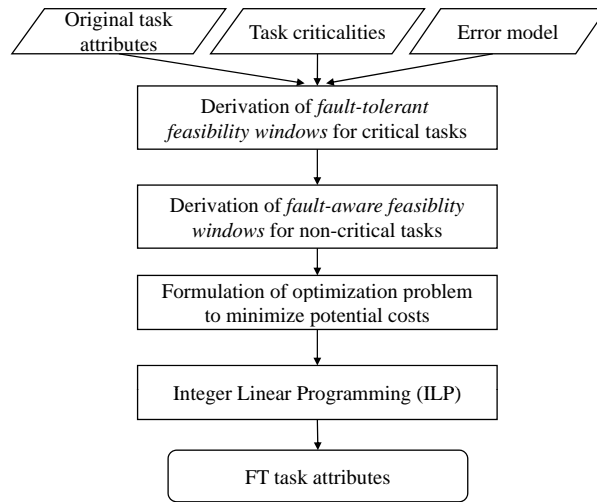 Original task
attributes
Task criticalities
Error model
Derivation of fault-tolerant
feasibility windows for critical tasks
Derivation of fault-aware feasiblity
windows for non-critical tasks
Formulation of optimization problem
to minimize potential costs
Integer Linear Programming (ILP)
FT task attributes